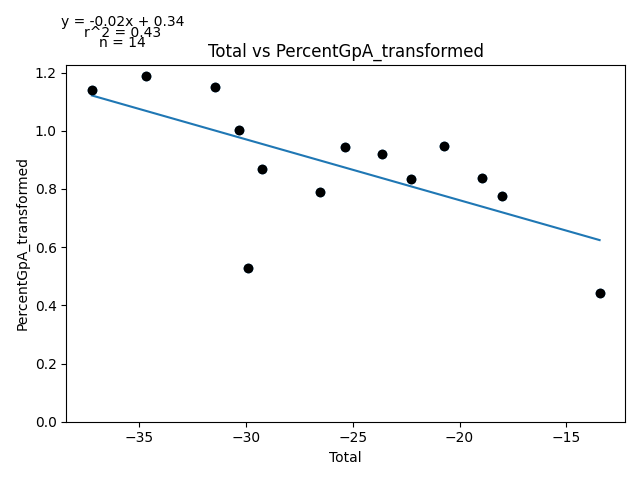 y = -0.02x + 0.34
r^2 = 0.43
n = 14
Total vs PercentGpA_transformed
1.2
1.0
0.8
0.6
0.4
0.2
0.0
PercentGpA_transformed
−35
−30
−25
−20
−15
Total